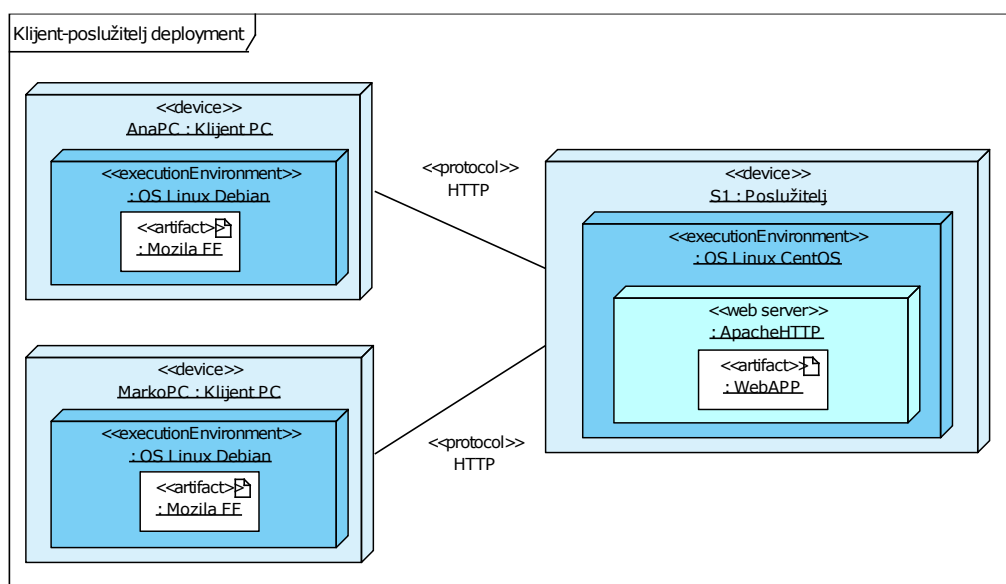 Klijent-poslužitelj deployment
<<device>>
AnaPC : Klijent PC
<<executionEnvironment>>
: OS Linux Debian
<<artifact>>
: Mozila FF
<<protocol>>
HTTP
<<device>>
S1 : Poslužitelj
<<executionEnvironment>>
: OS Linux CentOS
<<web server>>
: ApacheHTTP
<<artifact>>
: WebAPP
<<device>>
MarkoPC : Klijent PC
<<executionEnvironment>>
: OS Linux Debian
<<artifact>>
: Mozila FF
<<protocol>>
HTTP